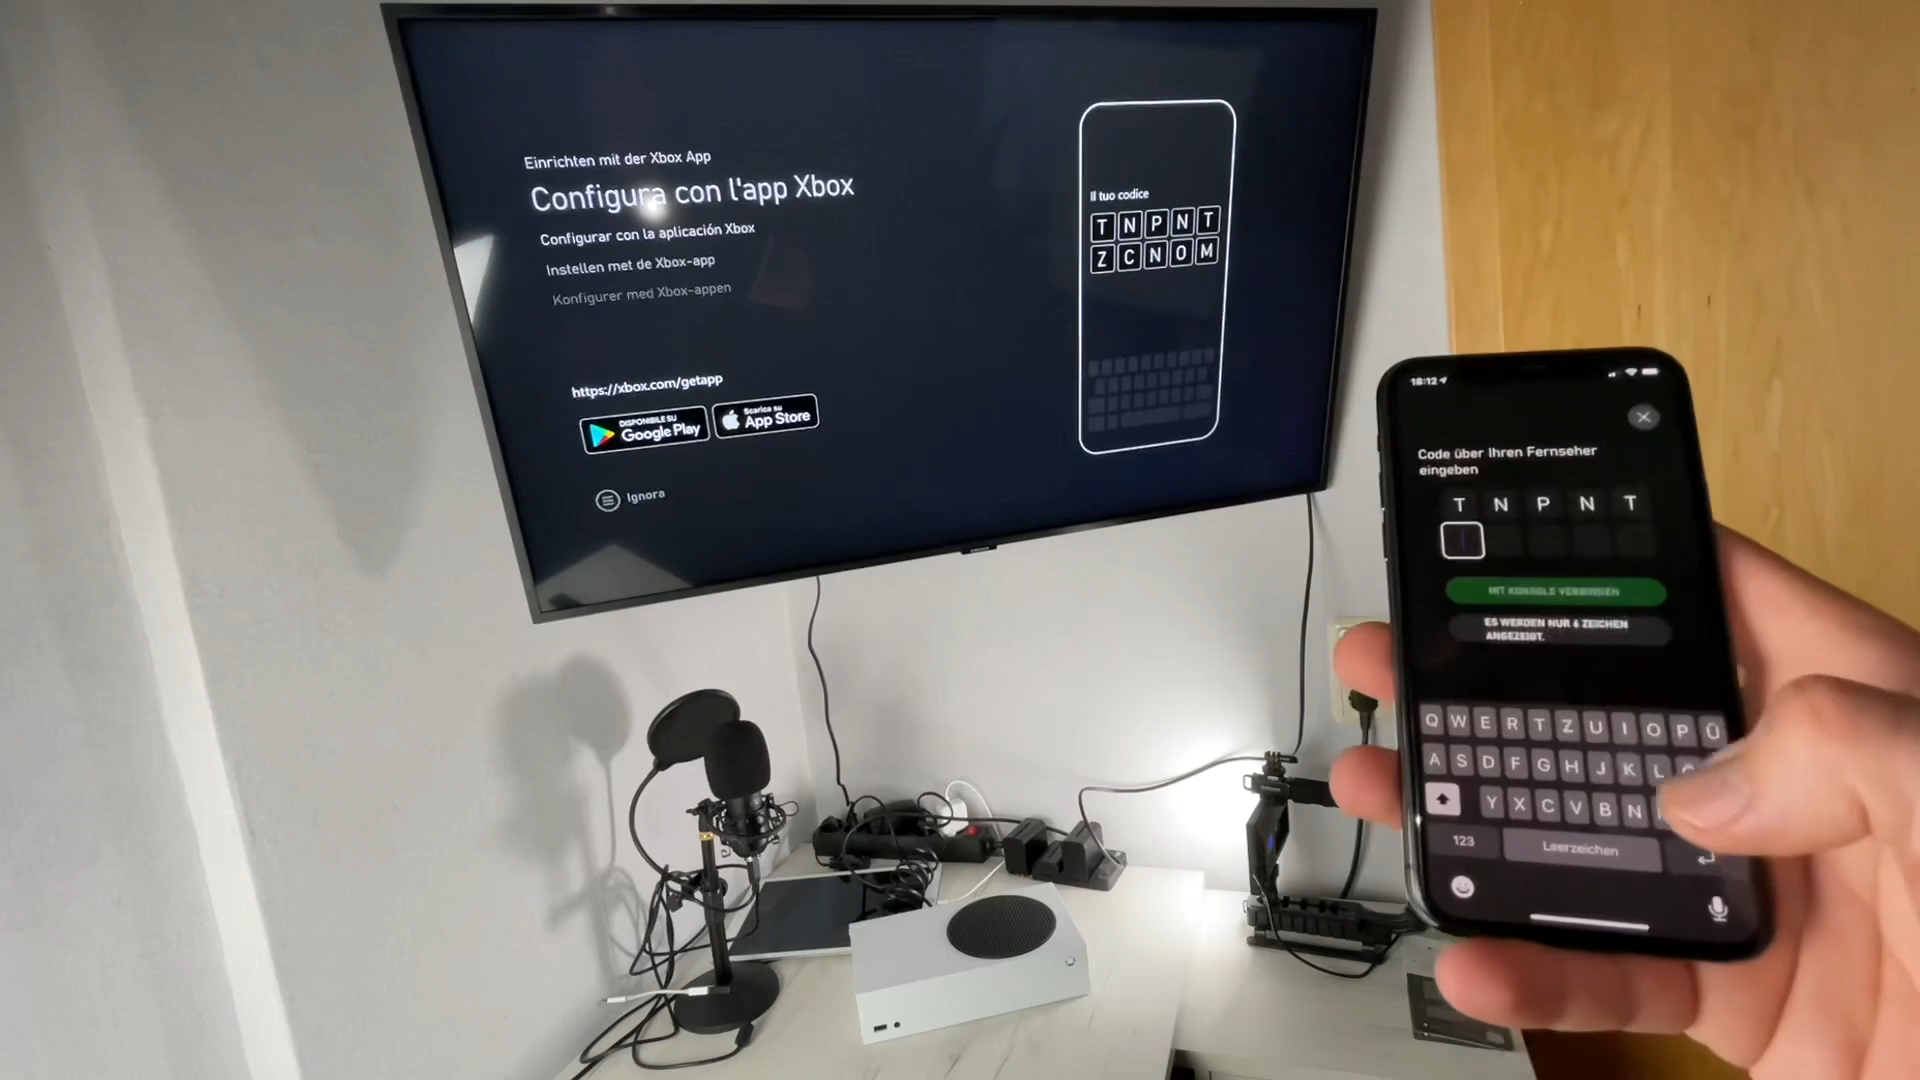 Einrichten mit der Xbox App
Configura con l'app Xbox
Configurar con la aplicación Xbox
Instellen met de Xbox-app
Konfigurer med Xbox-appen
https://xbox.com/getapp
DISPONIBILE SU
Google Play
Scarica su
App Store
Ignora
Il tuo codice
T N P N T
Z C N O M
18:12
Code über Ihren Fernseher
eingeben
T N P N T
MIT KONSOLE VERBINDEN
ES WERDEN NUR 6 ZEICHEN
ANGEZEIGT.
Q W E R T Z U I O P Ü
A S D F G H J K L
Y X C V B N
123
Leerzeichen